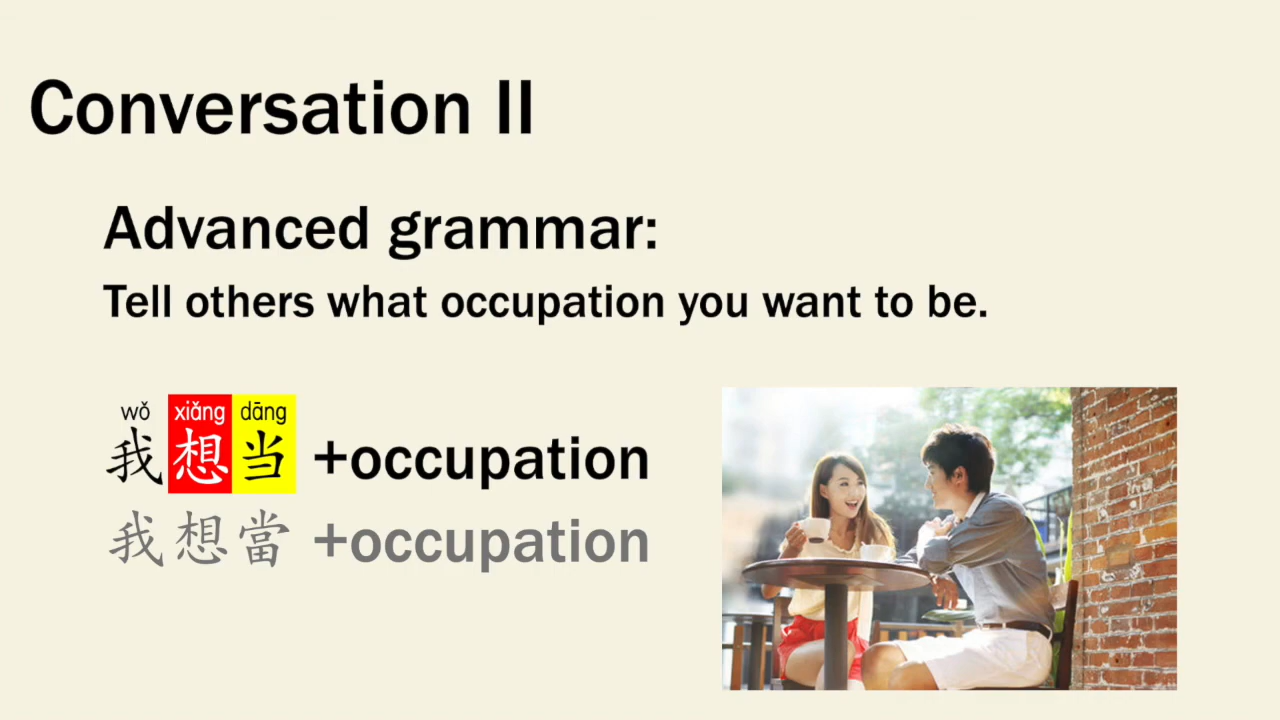 Conversation II
Advanced grammar:
Tell others what occupation you want to be.
wǒ xiǎng dāng
我想当 +occupation
我想當 +occupation